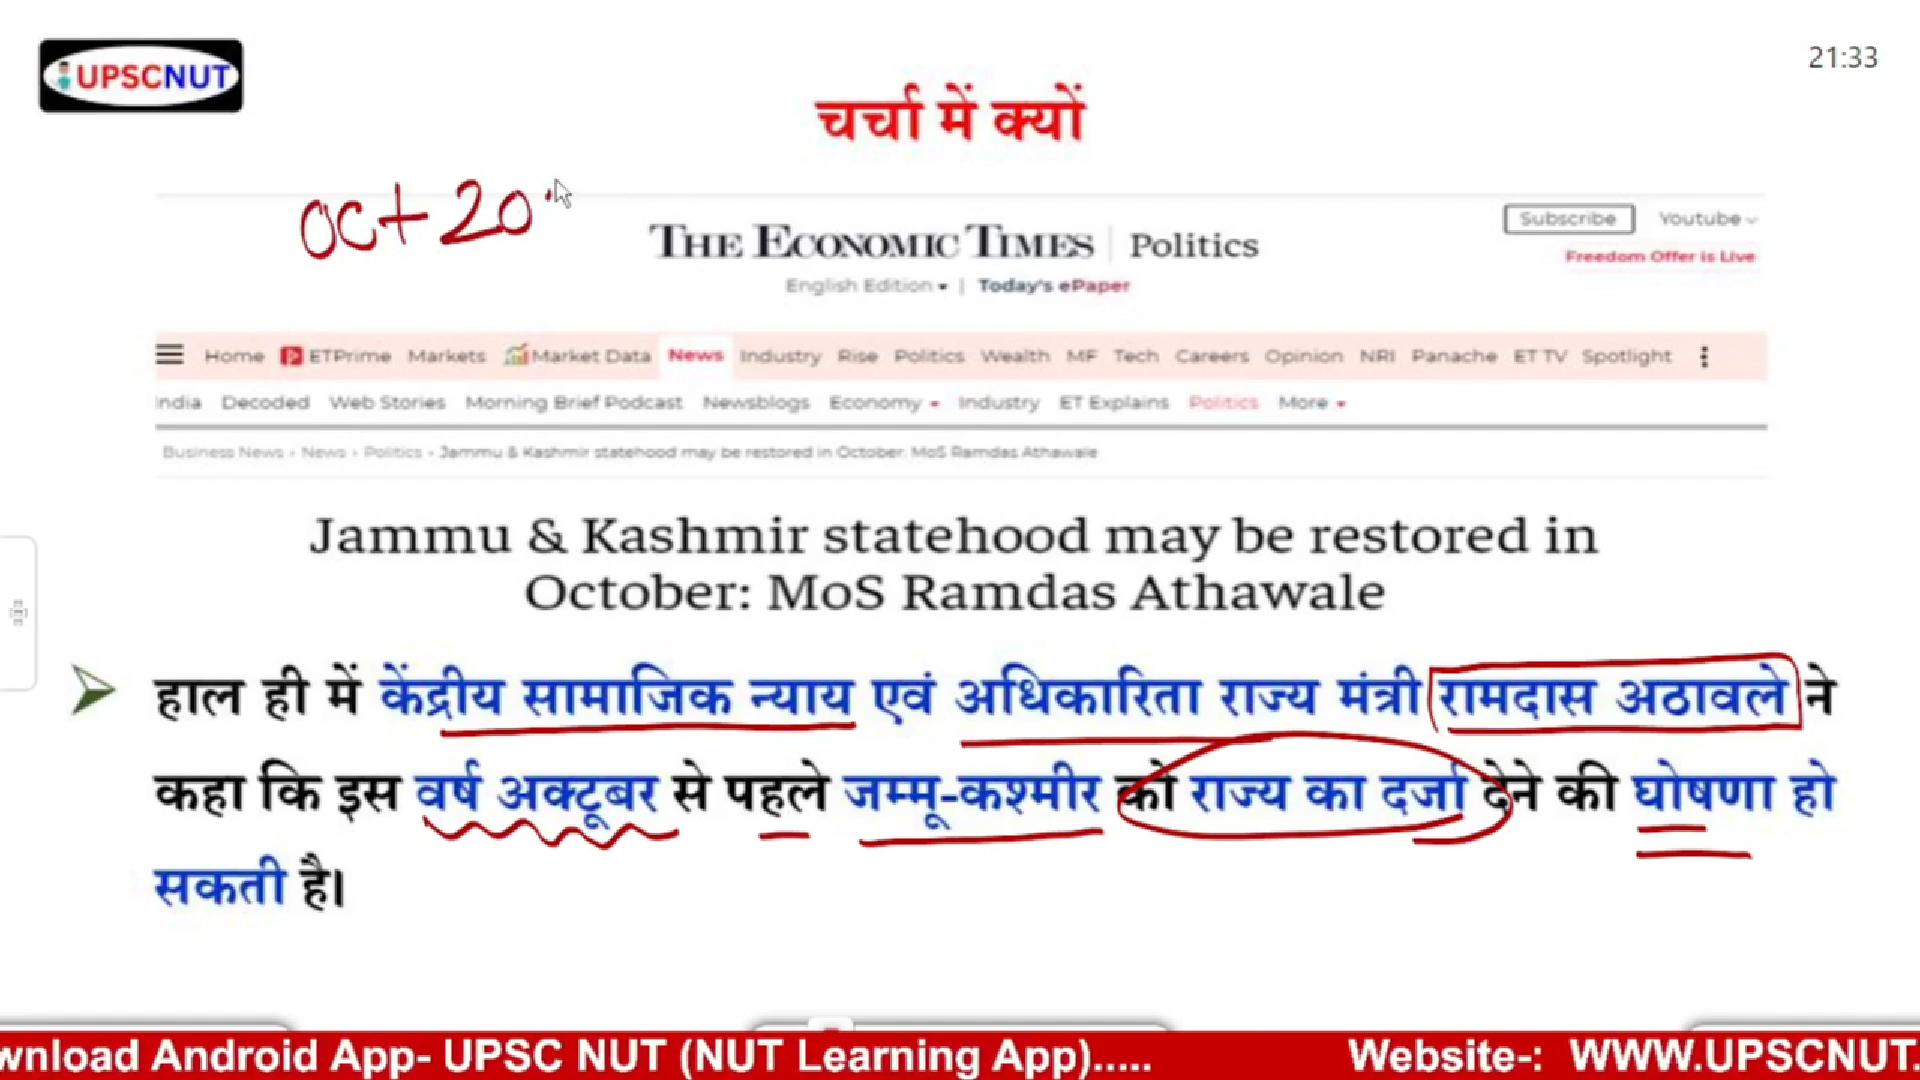 UPSCNUT
21:33
चर्चा में क्यों
Oct 20
THE ECONOMIC TIMES | Politics
Subscribe Youtube
Freedom Offer is Live
English Edition | Today's ePaper
Home ETPrime Markets Market Data News Industry Rise Politics Wealth MF Tech Careers Opinion NRI Panache ET TV Spotlight
India Decoded Web Stories Morning Brief Podcast Newsblogs Economy Industry ET Explains Politics More
Business News › News › Politics › Jammu & Kashmir statehood may be restored in October: MoS Ramdas Athawale
Jammu & Kashmir statehood may be restored in
October: MoS Ramdas Athawale
हाल ही में केंद्रीय सामाजिक न्याय एवं अधिकारिता राज्य मंत्री रामदास अठावले ने
कहा कि इस वर्ष अक्टूबर से पहले जम्मू-कश्मीर को राज्य का दर्जा देने की घोषणा हो
सकती है।
wnload Android App- UPSC NUT (NUT Learning App)..... Website-: WWW.UPSCNUT.